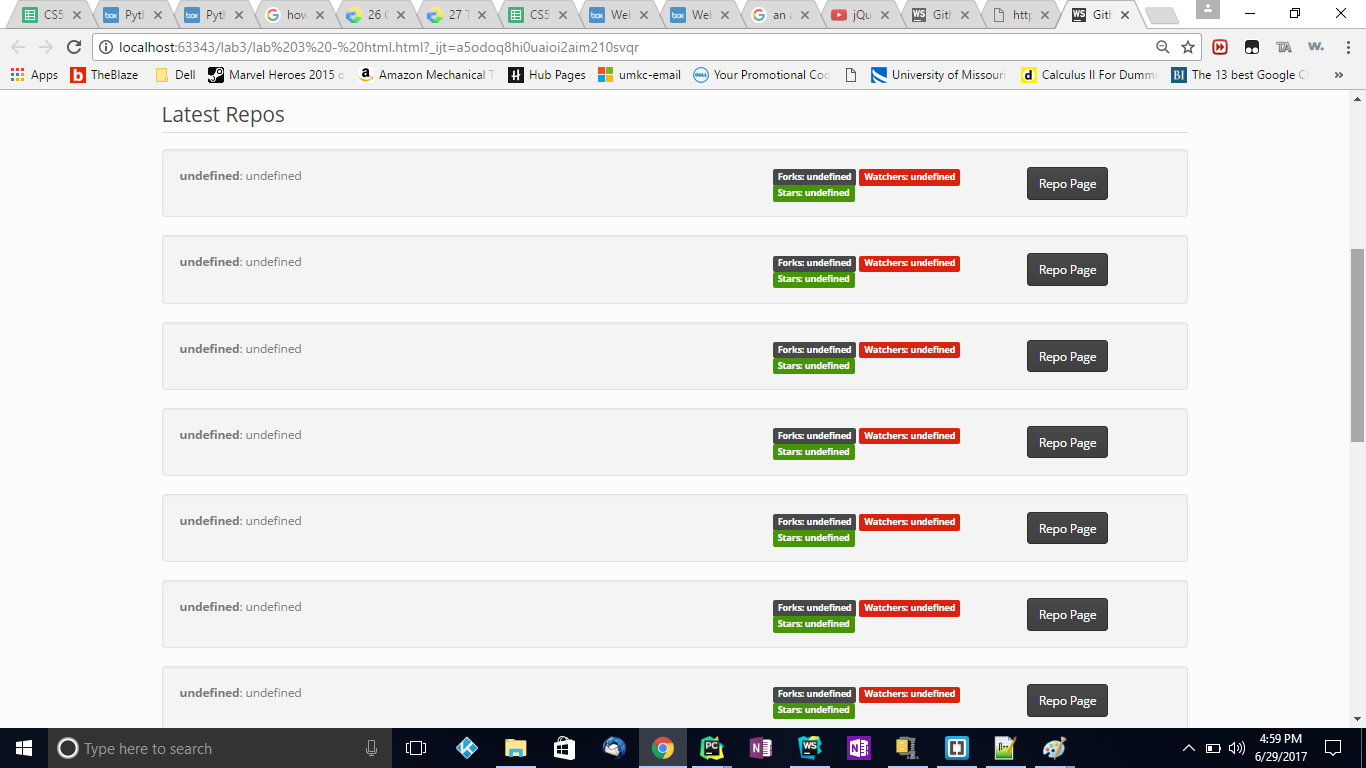 CS5
Pyth
Pyth
how
26 C
27 T
CS5
Wel
Wel
an a
jQu
Gith
http
Gith
localhost:63343/lab3/lab%203%20-%20html.html?_ijt=a5odoq8hi0uaioi2aim210svqr
Apps
TheBlaze
Dell
Marvel Heroes 2015
Amazon Mechanical T
Hub Pages
umkc-email
Your Promotional Cod
University of Missouri
Calculus II For Dummi
The 13 best Google C
»
Latest Repos
undefined: undefined
Forks: undefined Watchers: undefined
Stars: undefined
Repo Page
undefined: undefined
Forks: undefined Watchers: undefined
Stars: undefined
Repo Page
undefined: undefined
Forks: undefined Watchers: undefined
Stars: undefined
Repo Page
undefined: undefined
Forks: undefined Watchers: undefined
Stars: undefined
Repo Page
undefined: undefined
Forks: undefined Watchers: undefined
Stars: undefined
Repo Page
undefined: undefined
Forks: undefined Watchers: undefined
Stars: undefined
Repo Page
undefined: undefined
Forks: undefined Watchers: undefined
Stars: undefined
Repo Page
Type here to search
4:59 PM
6/29/2017